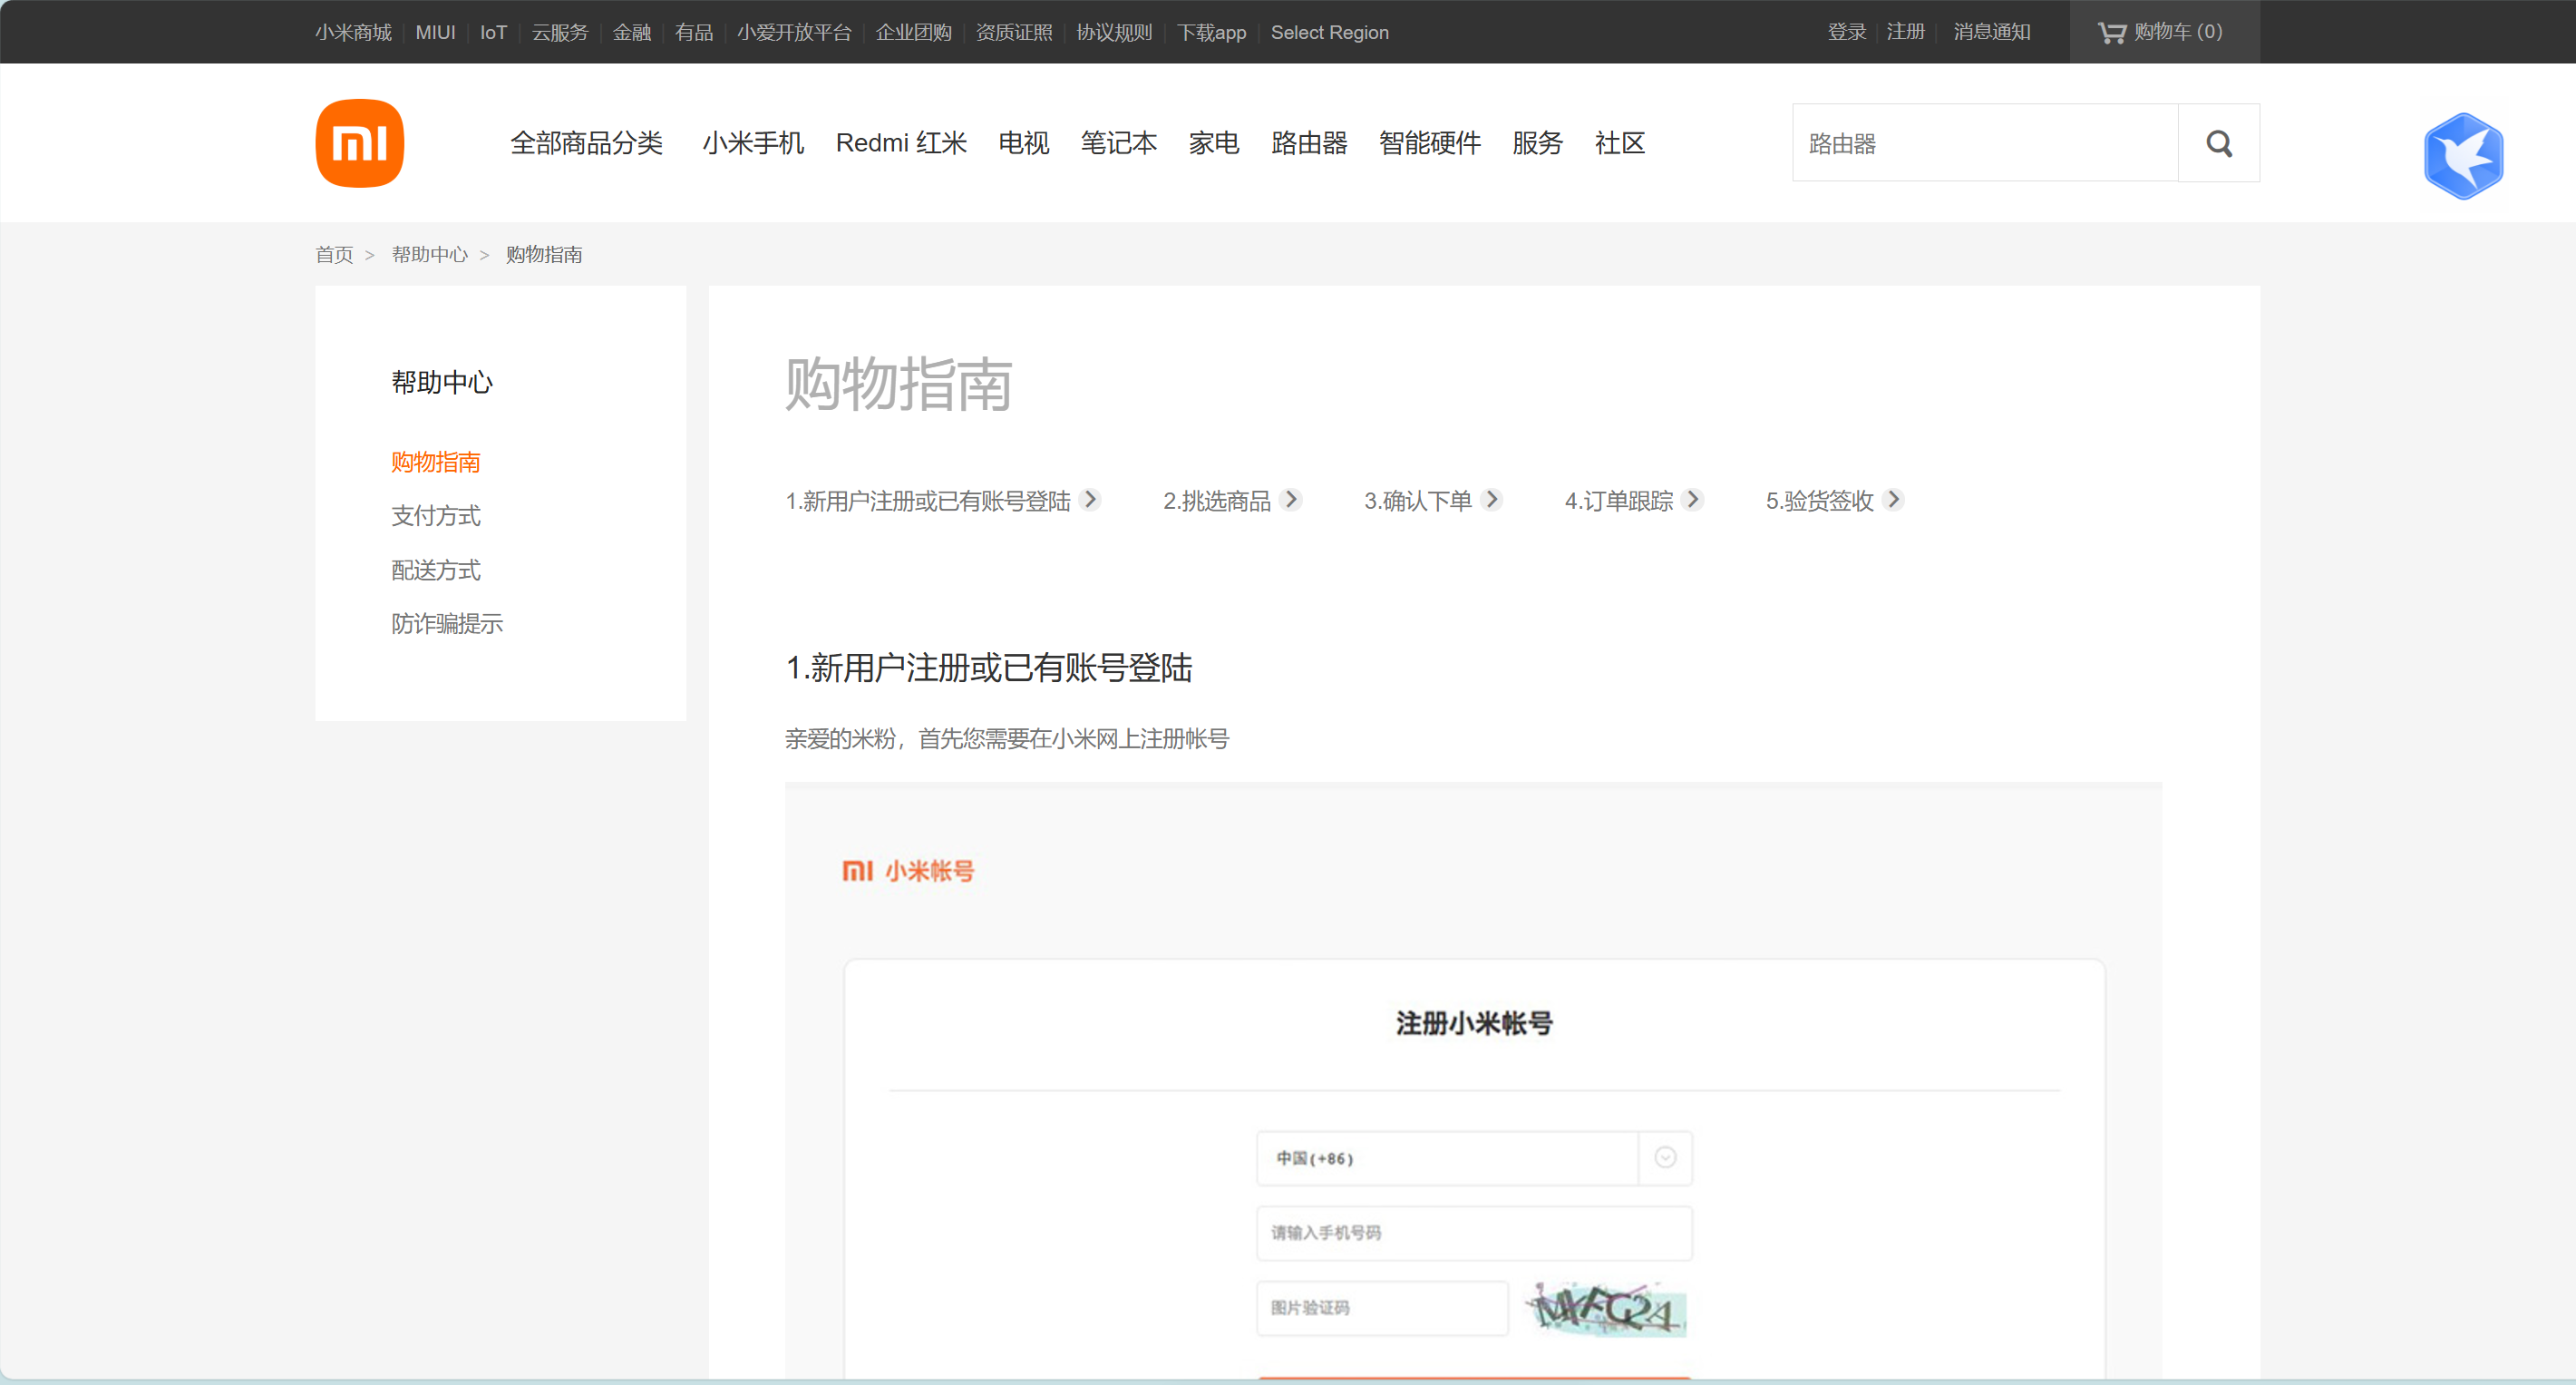 小米商城 | MIUI | IoT | 云服务 | 金融 | 有品 | 小爱开放平台 | 企业团购 | 资质证照 | 协议规则 | 下载app | Select Region 登录 | 注册 | 消息通知 购物车 (0)
全部商品分类 小米手机 Redmi 红米 电视 笔记本 家电 路由器 智能硬件 服务 社区 路由器
首页 > 帮助中心 > 购物指南
帮助中心
购物指南
支付方式
配送方式
防诈骗提示
购物指南
1.新用户注册或已有账号登陆 2.挑选商品 3.确认下单 4.订单跟踪 5.验货签收
1.新用户注册或已有账号登陆
亲爱的米粉，首先您需要在小米网上注册帐号
小米帐号
注册小米帐号
中国(+86)
请输入手机号码
图片验证码